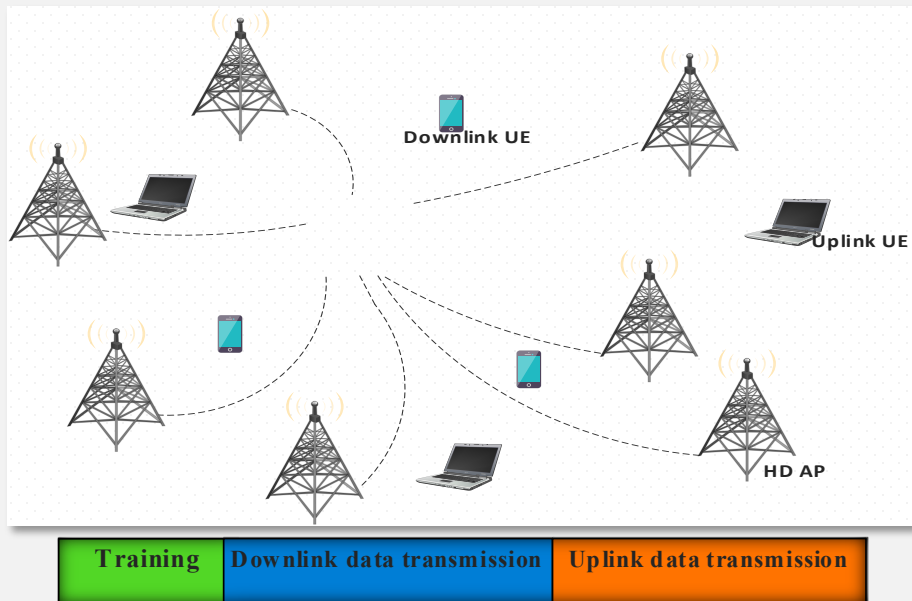 Downlink UE
Uplink UE
HD AP
Training Downlink data transmission Uplink data transmission